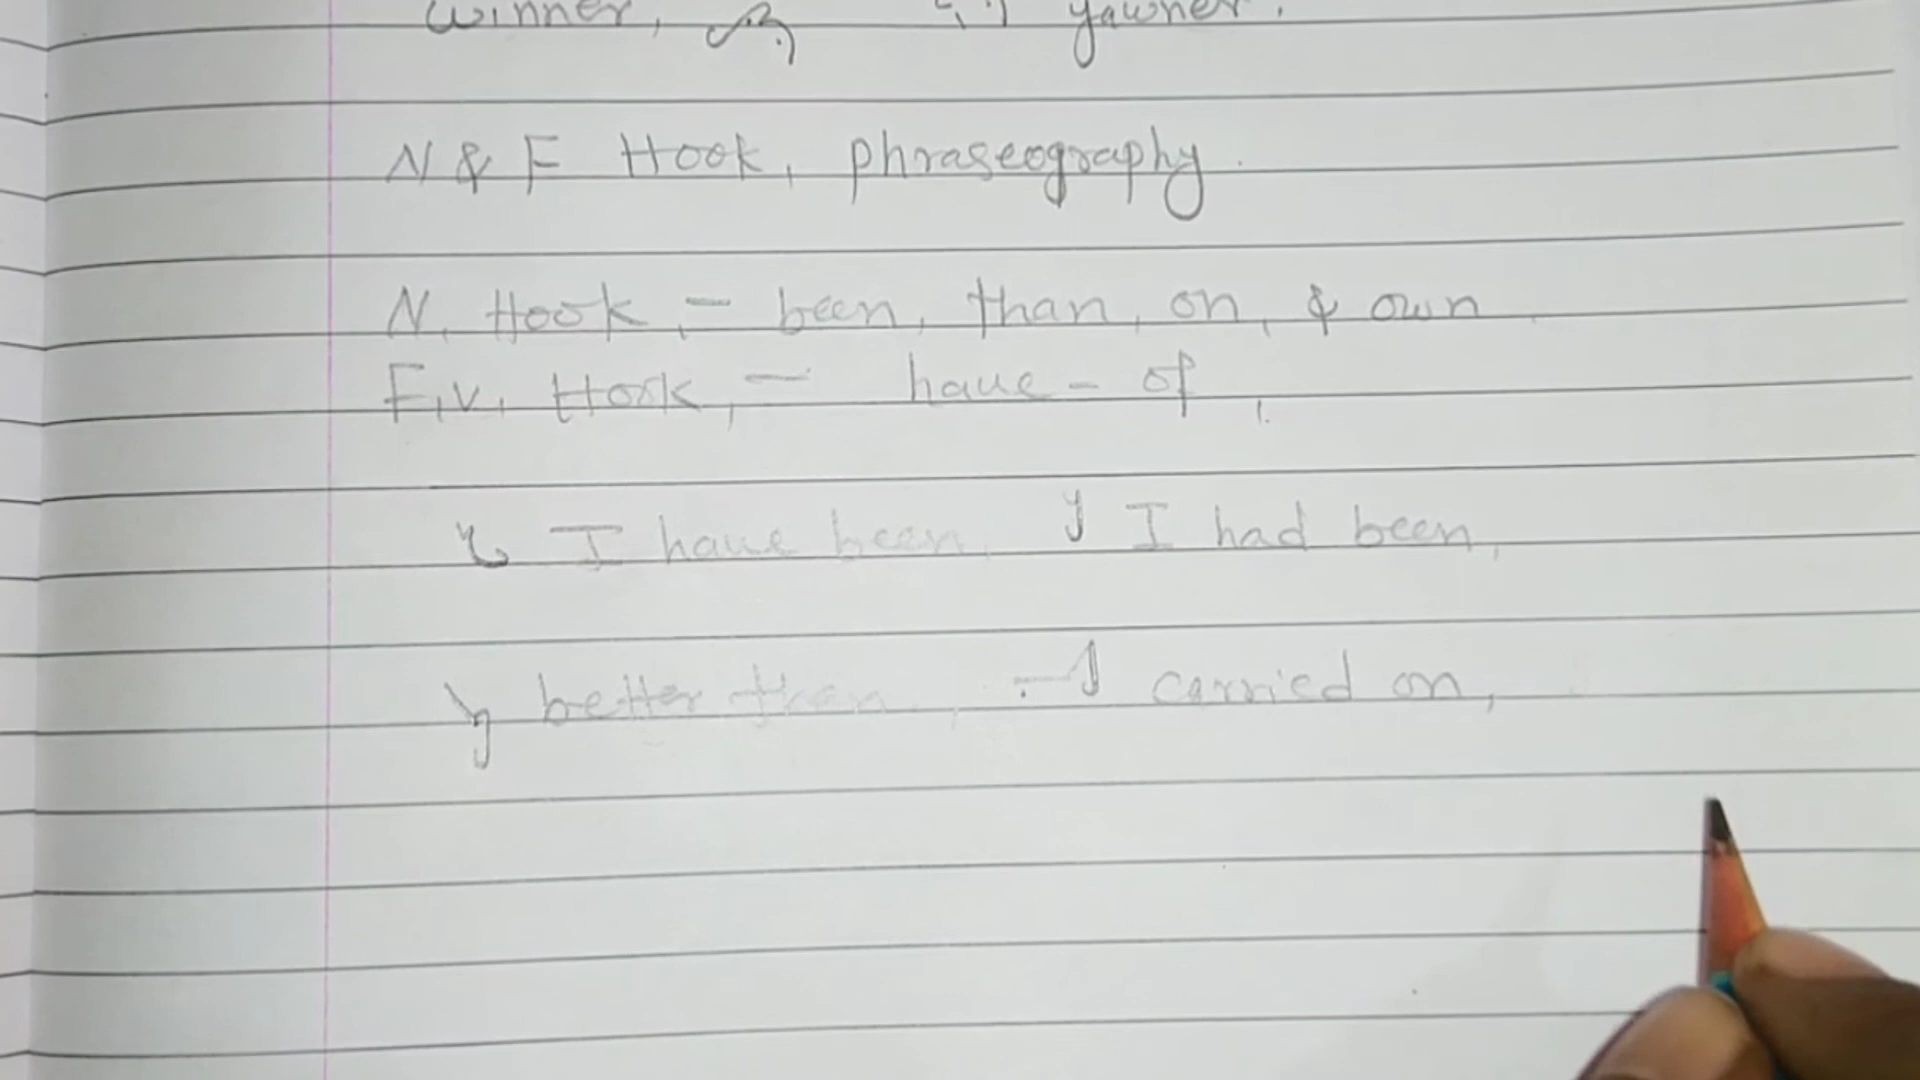 winner, yawner.
N & F Hook, phraseography.
N, Hook, - been, than, on, & own
F,V, Hook, - have - of,
I have been, I had been,
better than, carried on,